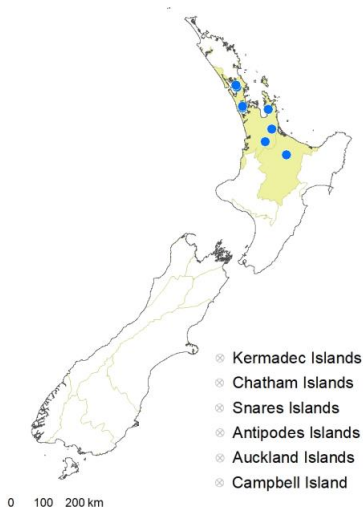 Kermadec Islands
Chatham Islands
Snares Islands
Antipodes Islands
Auckland Islands
Campbell Island
0 100 200 km